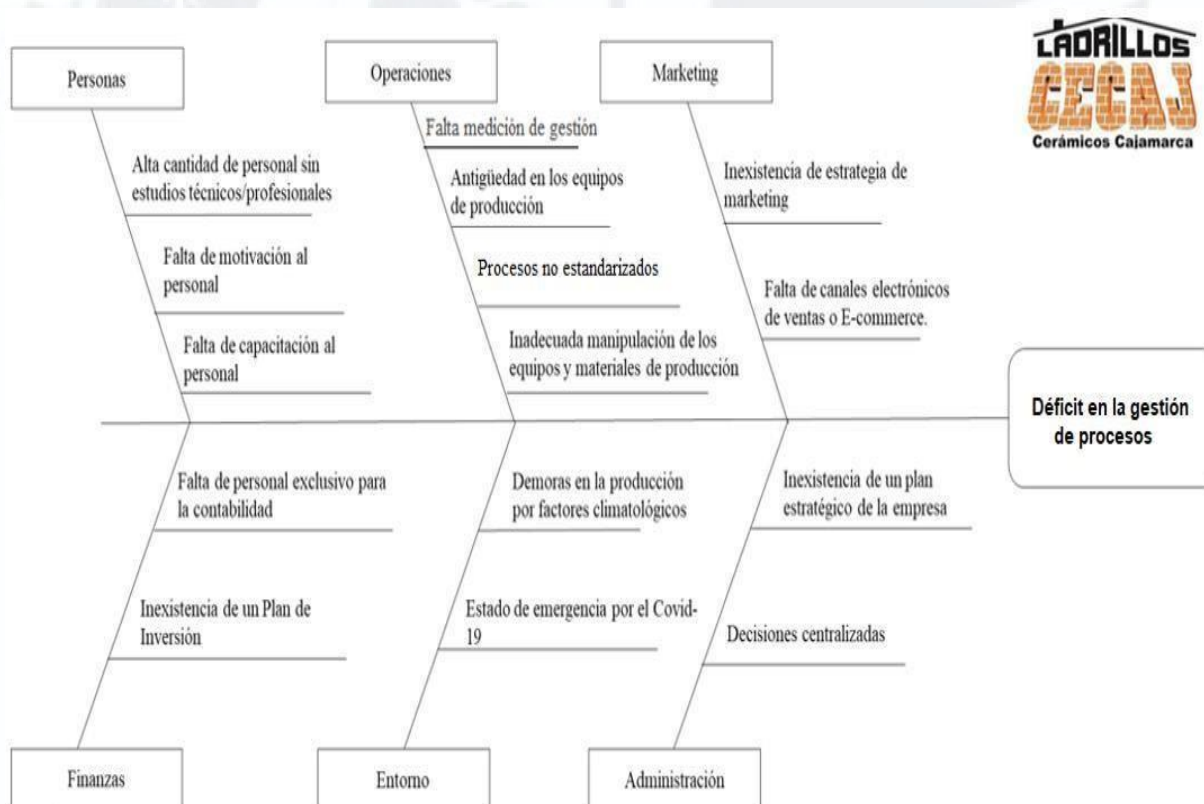 LADRILLOS
CECAJ
Cerámicos Cajamarca
Personas
Operaciones
Marketing
Alta cantidad de personal sin
estudios técnicos/profesionales
Falta de motivación al
personal
Falta de capacitación al
personal
Falta medición de gestión
Antigüedad en los equipos
de producción
Procesos no estandarizados
Inadecuada manipulación de los
equipos y materiales de producción
Inexistencia de estrategia de
marketing
Falta de canales electrónicos
de ventas o E-commerce.
Déficit en la gestión
de procesos
Falta de personal exclusivo para
la contabilidad
Inexistencia de un Plan de
Inversión
Demoras en la producción
por factores climatológicos
Estado de emergencia por el Covid-
19
Inexistencia de un plan
estratégico de la empresa
Decisiones centralizadas
Finanzas
Entorno
Administración